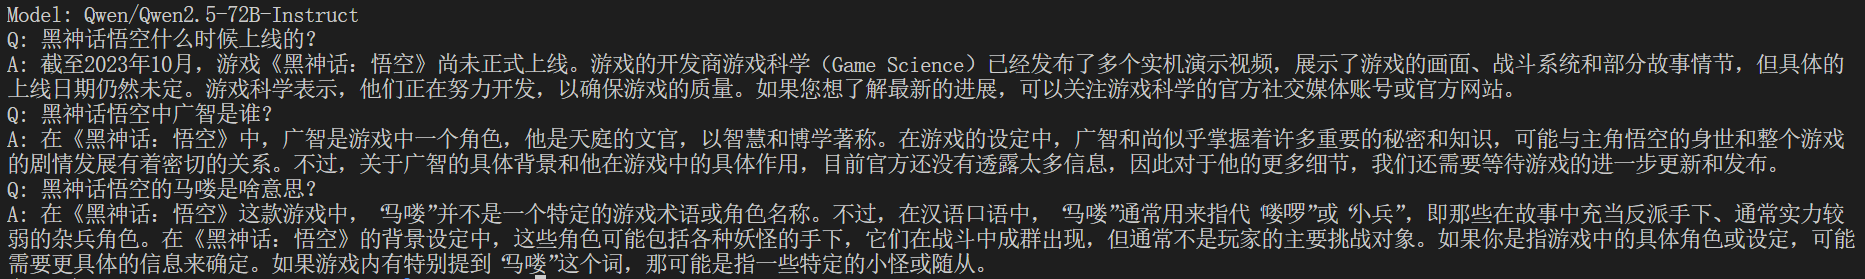 Model: Qwen/Qwen2.5-72B-Instruct
Q: 黑神话悟空什么时候上线的?
A: 截至2023年10月，游戏《黑神话：悟空》尚未正式上线。游戏的开发商游戏科学（Game Science）已经发布了多个实机演示视频，展示了游戏的画面、战斗系统和部分故事情节，但具体的
上线日期仍然未定。游戏科学表示，他们正在努力开发，以确保游戏的质量。如果您想了解最新的进展，可以关注游戏科学的官方社交媒体账号或官方网站。
Q: 黑神话悟空中广智是谁?
A: 在《黑神话：悟空》中，广智是游戏中一个角色，他是天庭的文官，以智慧和博学著称。在游戏的设定中，广智和尚似乎掌握着许多重要的秘密和知识，可能与主角悟空的身世和整个游戏
的剧情发展有着密切的关系。不过，关于广智的具体背景和他在游戏中的具体作用，目前官方还没有透露太多信息，因此对于他的更多细节，我们还需要等待游戏的进一步更新和发布。
Q: 黑神话悟空的马喽是啥意思?
A: 在《黑神话：悟空》这款游戏中，“马喽”并不是一个特定的游戏术语或角色名称。不过，在汉语口语中，“马喽”通常用来指代“喽啰”或“小兵”，即那些在故事中充当反派手下、通常实力较
弱的杂兵角色。在《黑神话：悟空》的背景设定中，这些角色可能包括各种妖怪的手下，它们在战斗中成群出现，但通常不是玩家的主要挑战对象。如果你是指游戏中的具体角色或设定，可能
需要更具体的信息来确定。如果游戏内有特别提到“马喽”这个词，那可能是指一些特定的小怪或随从。